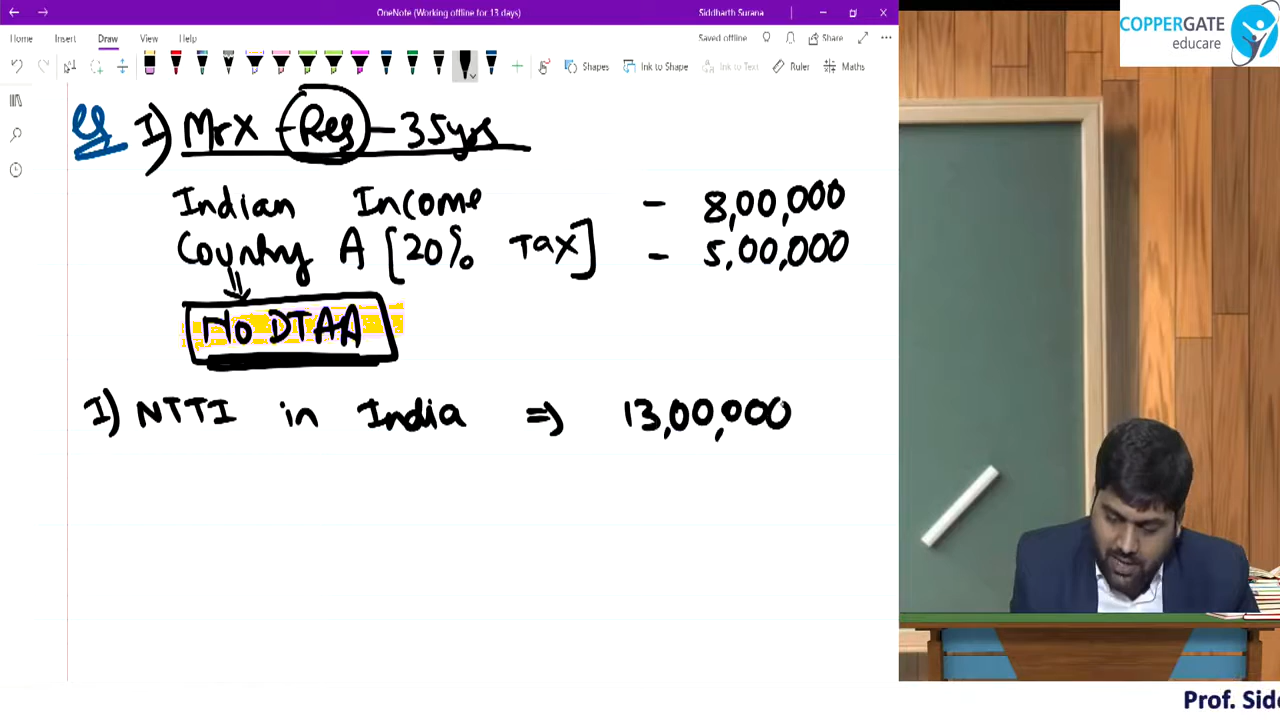 OneNote (Working offline for 13 days)
Siddharth Surana
Home Insert Draw View Help
Saved offline
Share
Shapes
Ink to Shape
Ink to Text
Ruler
Maths
COPPERGATE
educare
Eg I) Mr X - Res - 35yrs
Indian Income - 8,00,000
Country A [20% Tax] - 5,00,000
No DTAA
I) NTTI in India ⇒ 13,00,000
Prof. Sid